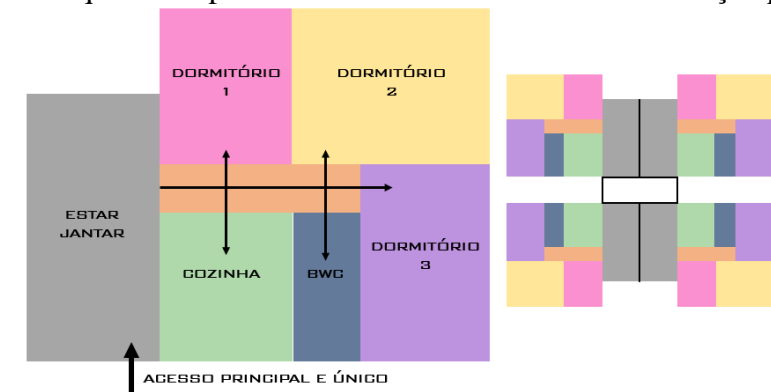 DORMITÓRIO
1
DORMITÓRIO
2
ESTAR
JANTAR
COZINHA
BWC
DORMITÓRIO
3
ACESSO PRINCIPAL E ÚNICO